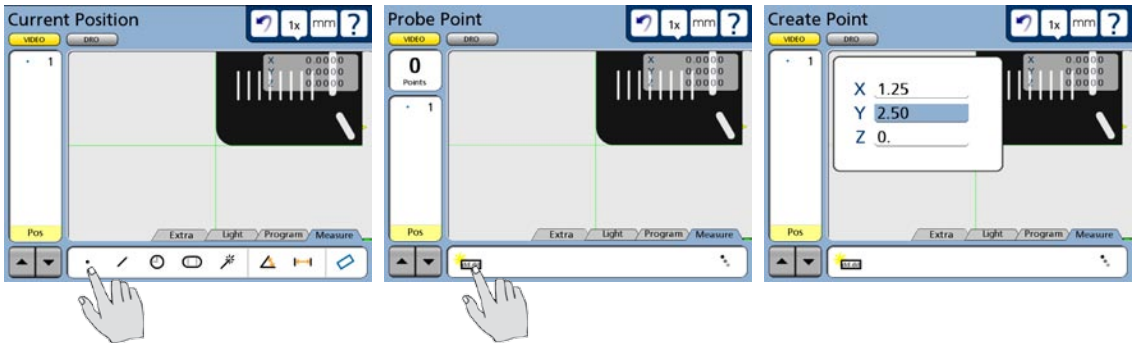 Current Position
1x mm ?
VIDEO DRO
1
X 0.0000
Y 0.0000
Z 0.0000
Pos
Extra Light Program Measure
Probe Point
1x mm ?
VIDEO DRO
0
Points
1
X 0.0000
Y 0.0000
Z 0.0000
Pos
Extra Light Program Measure
Create Point
1x mm ?
VIDEO DRO
1
X 1.25
Y 2.50
Z 0.
X 0.0000
Y 0.0000
Z 0.0000
Pos
Extra Light Program Measure